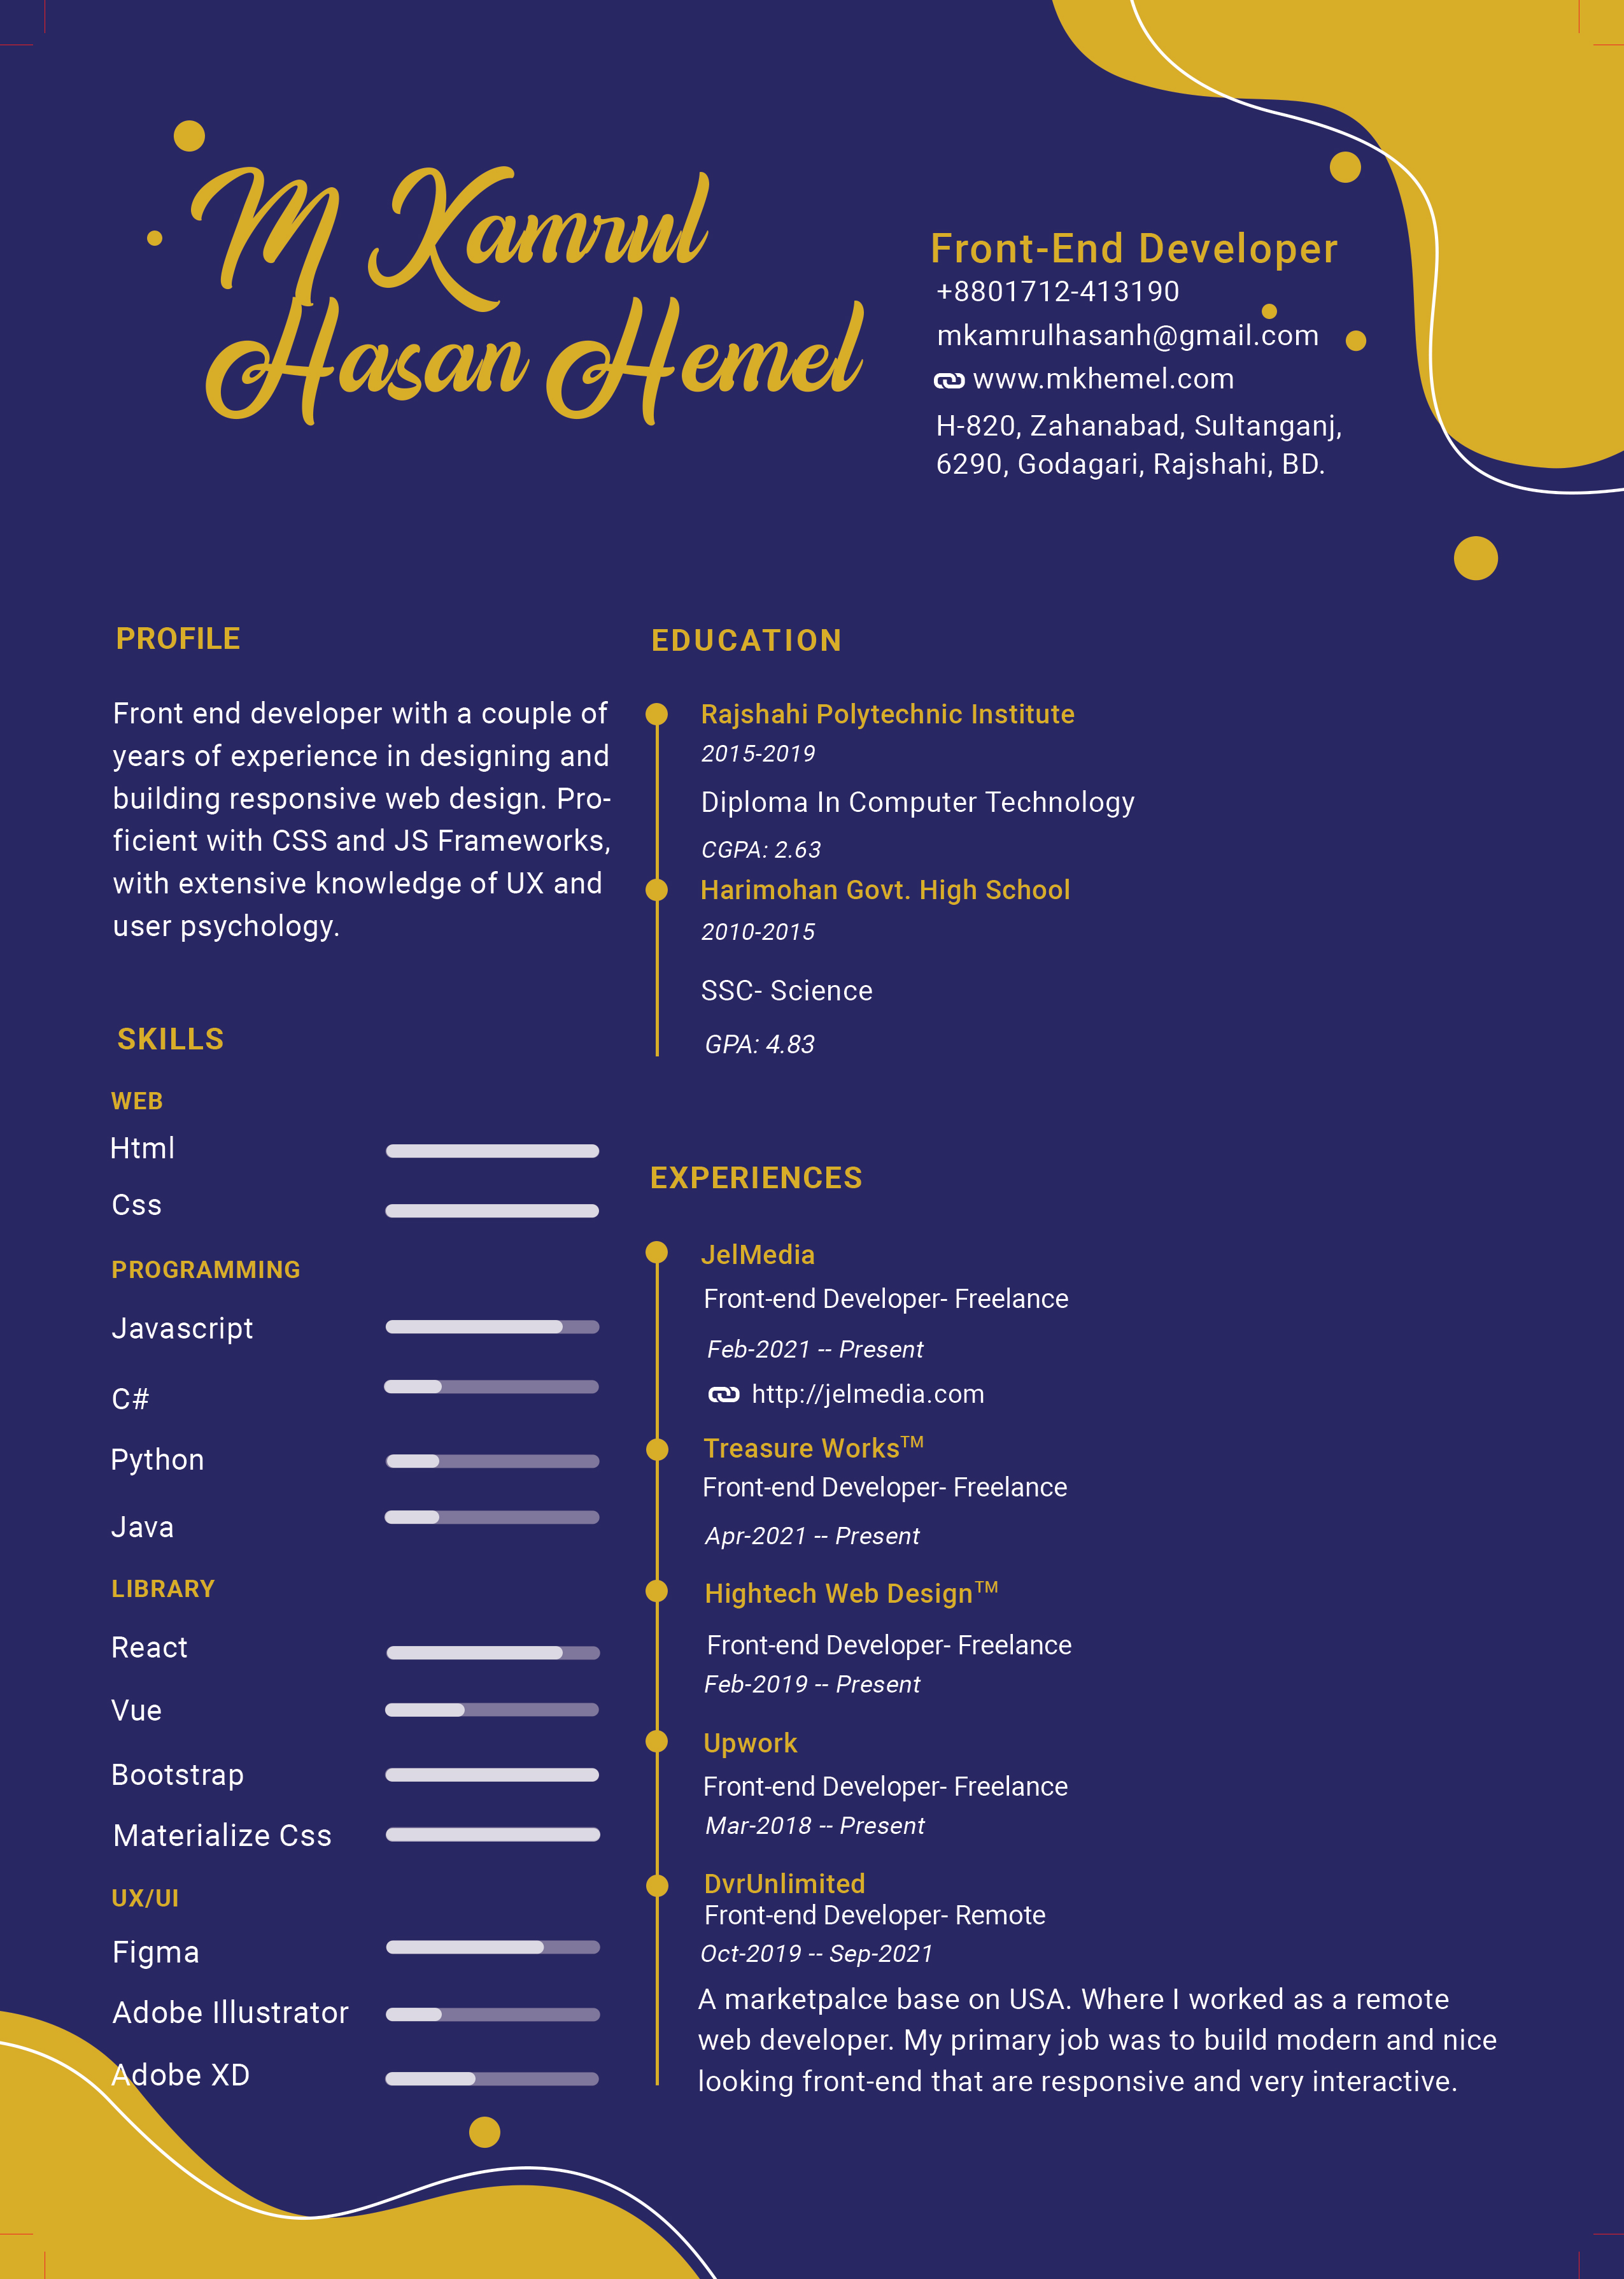 M Kamrul
Hasan Hemel
Front-End Developer
+8801712-413190
mkamrulhasanh@gmail.com
www.mkhemel.com
H-820, Zahanabad, Sultanganj,
6290, Godagari, Rajshahi, BD.
PROFILE
Front end developer with a couple of
years of experience in designing and
building responsive web design. Pro-
ficient with CSS and JS Frameworks,
with extensive knowledge of UX and
user psychology.
SKILLS
WEB
Html
Css
PROGRAMMING
Javascript
C#
Python
Java
LIBRARY
React
Vue
Bootstrap
Materialize Css
UX/UI
Figma
Adobe Illustrator
Adobe XD
EDUCATION
Rajshahi Polytechnic Institute
2015-2019
Diploma In Computer Technology
CGPA: 2.63
Harimohan Govt. High School
2010-2015
SSC- Science
GPA: 4.83
EXPERIENCES
JelMedia
Front-end Developer- Freelance
Feb-2021 -- Present
http://jelmedia.com
Treasure Works™
Front-end Developer- Freelance
Apr-2021 -- Present
Hightech Web Design™
Front-end Developer- Freelance
Feb-2019 -- Present
Upwork
Front-end Developer- Freelance
Mar-2018 -- Present
DvrUnlimited
Front-end Developer- Remote
Oct-2019 -- Sep-2021
A marketpalce base on USA. Where I worked as a remote
web developer. My primary job was to build modern and nice
looking front-end that are responsive and very interactive.